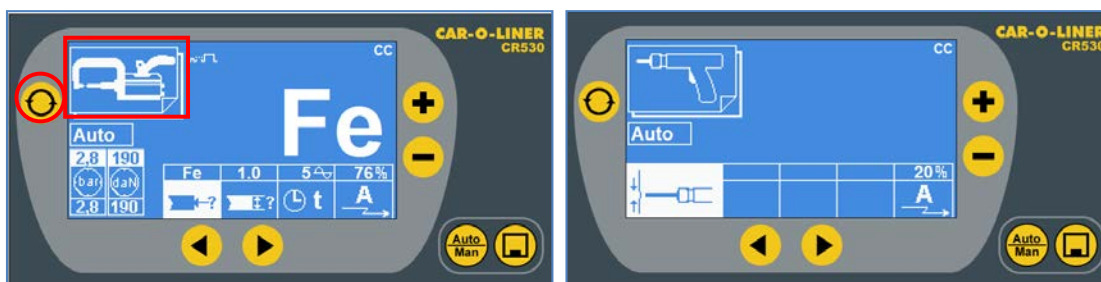 CAR-O-LINER
CR530
CC
Fe
Auto
2,8 190
bar daN
2,8 190
Fe 1.0 5 76%
? ? t A
Auto
Man
CAR-O-LINER
CR530
CC
Auto
20%
A
Auto
Man